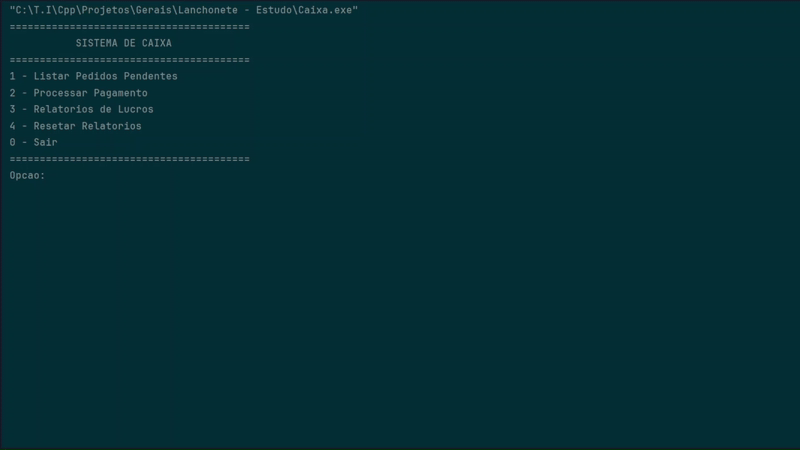 "C:\T.I\Cpp\Projetos\Gerais\Lanchonete - Estudo\Caixa.exe"
========================================
SISTEMA DE CAIXA
========================================
1 - Listar Pedidos Pendentes
2 - Processar Pagamento
3 - Relatorios de Lucros
4 - Resetar Relatorios
0 - Sair
========================================
Opcao: